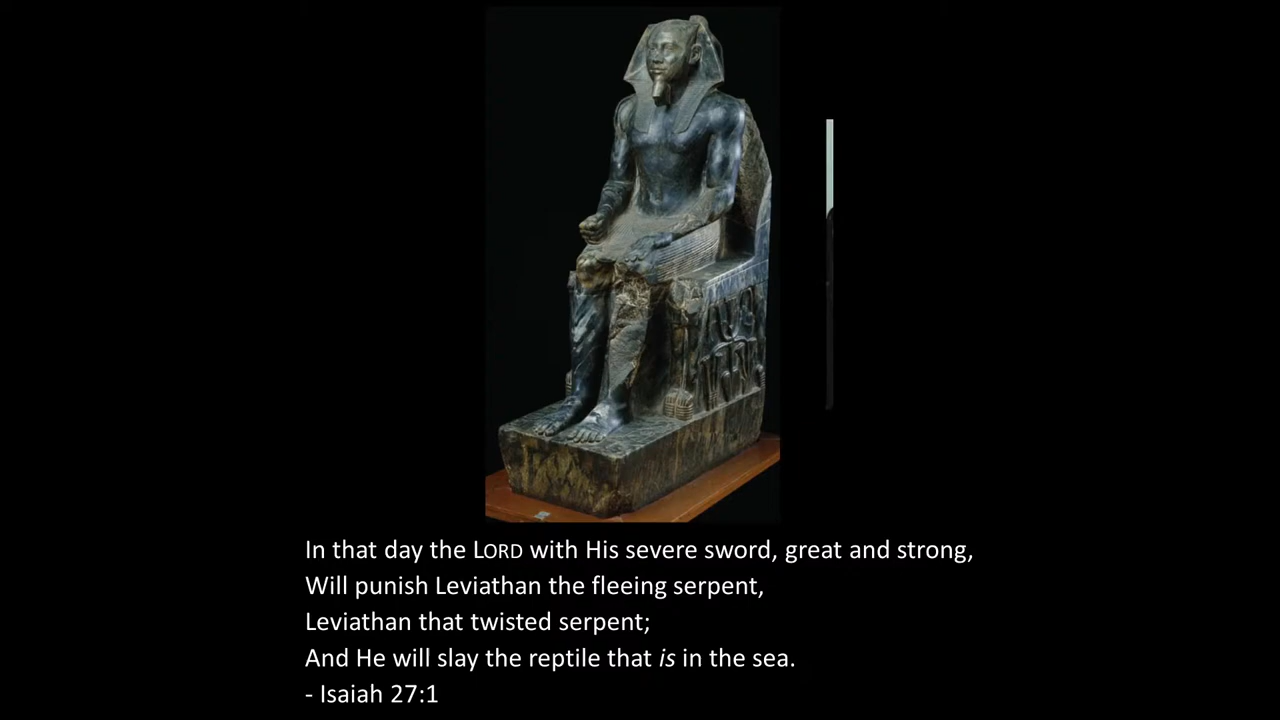 In that day the LORD with His severe sword, great and strong,
Will punish Leviathan the fleeing serpent,
Leviathan that twisted serpent;
And He will slay the reptile that is in the sea.
- Isaiah 27:1